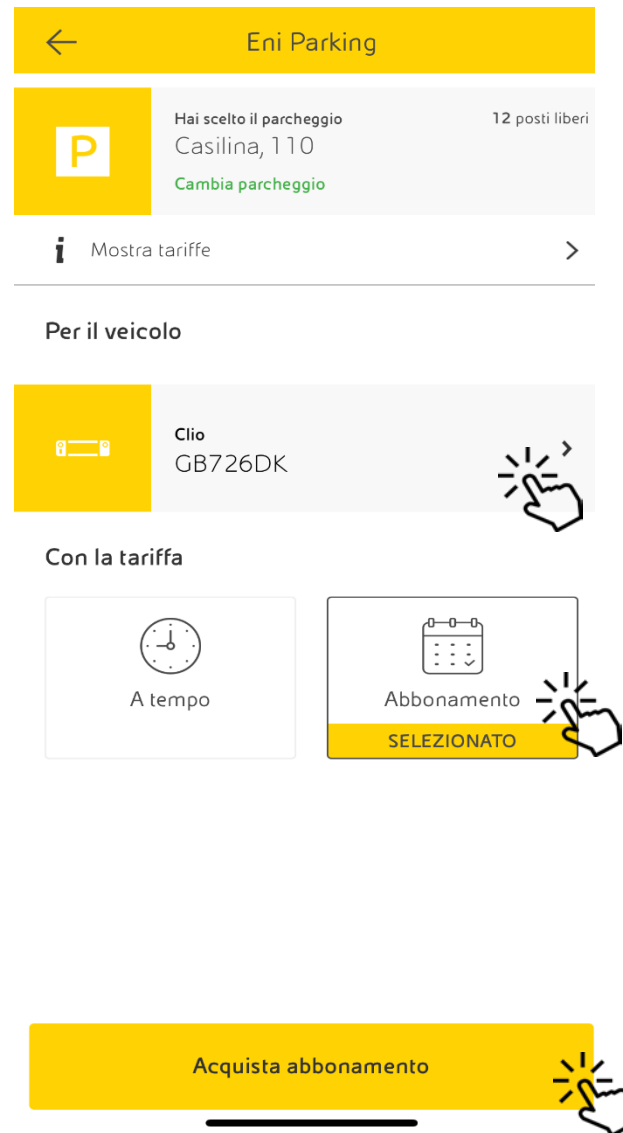 Eni Parking
P
Hai scelto il parcheggio
12 posti liberi
Casilina, 110
Cambia parcheggio
i Mostra tariffe
Per il veicolo
Clio
GB726DK
Con la tariffa
A tempo
Abbonamento
SELEZIONATO
Acquista abbonamento